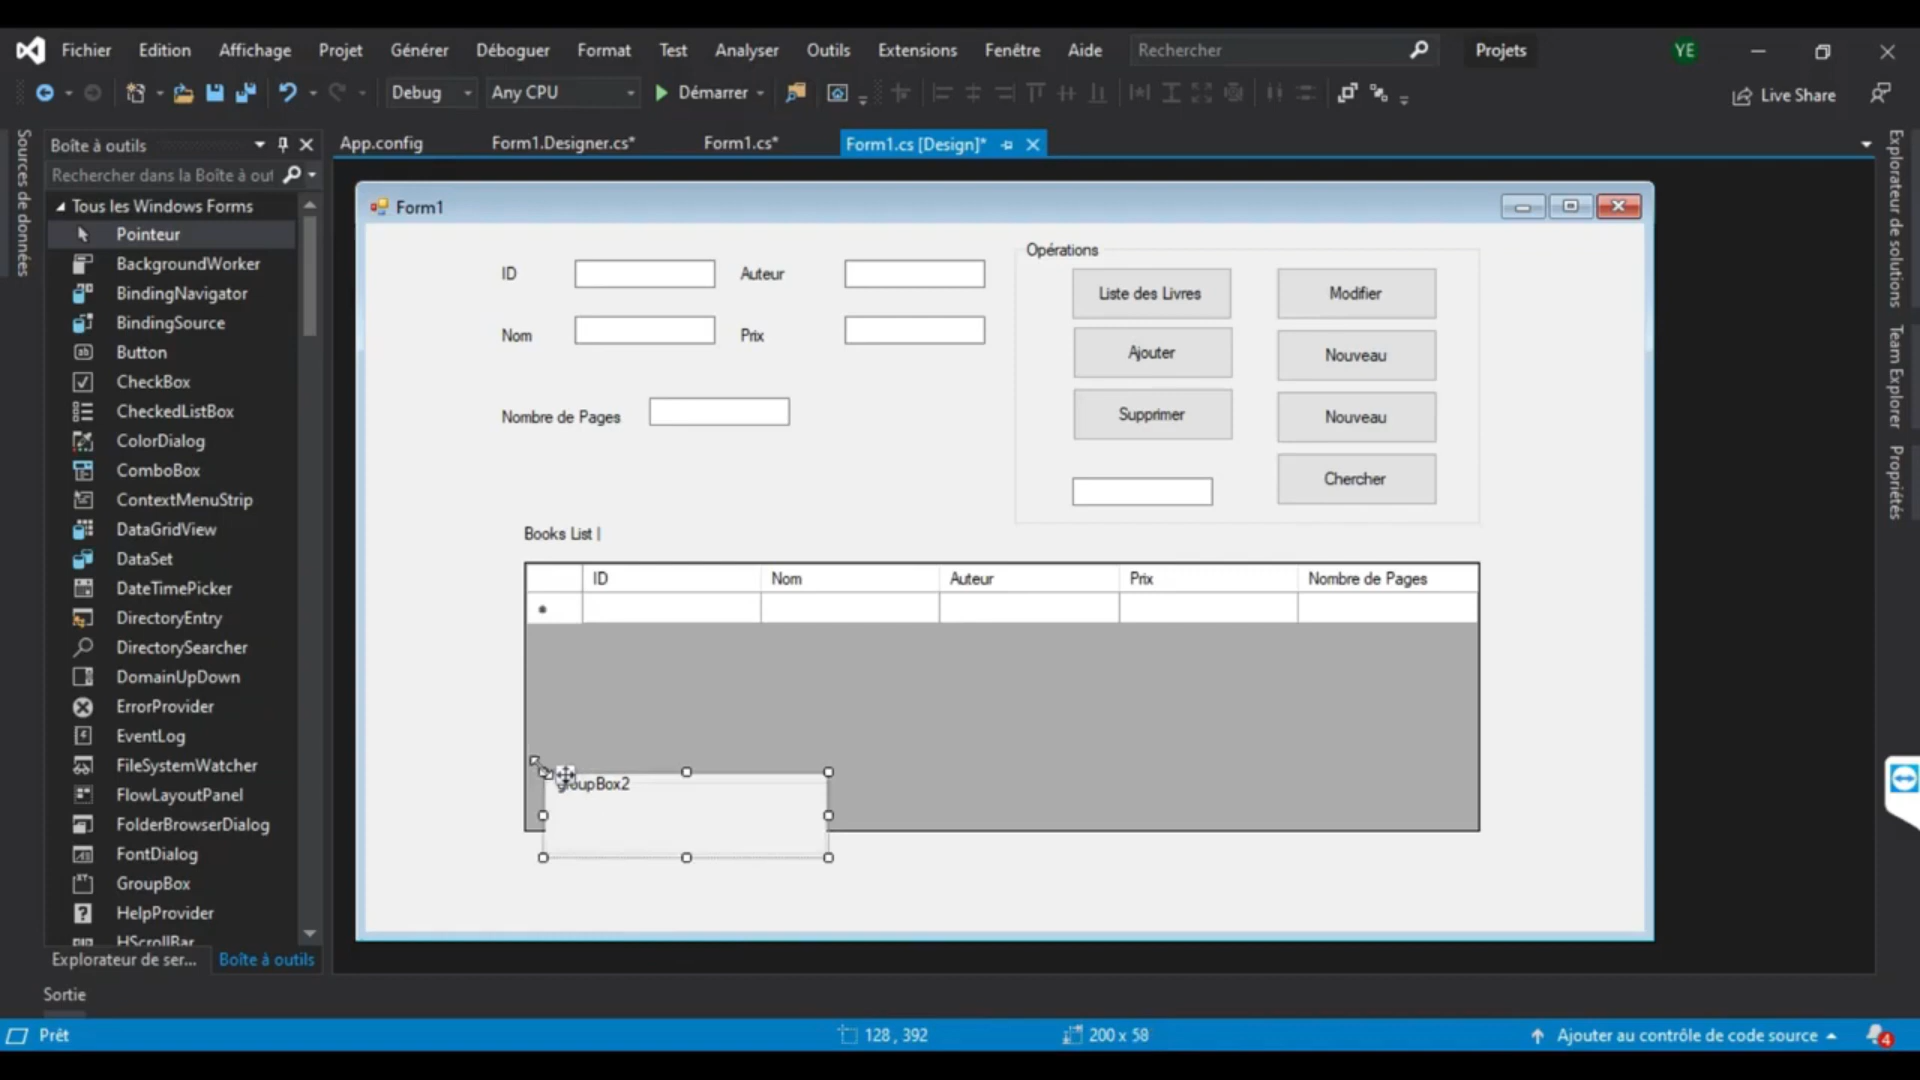 Fichier Edition Affichage Projet Générer Déboguer Format Test Analyser Outils Extensions Fenêtre Aide Rechercher Projets YE
Debug Any CPU Démarrer Live Share
Sources de données
Boîte à outils
App.config Form1.Designer.cs* Form1.cs* Form1.cs [Design]*
Rechercher dans la Boîte à out
Tous les Windows Forms
Pointeur
BackgroundWorker
BindingNavigator
BindingSource
Button
CheckBox
CheckedListBox
ColorDialog
ComboBox
ContextMenuStrip
DataGridView
DataSet
DateTimePicker
DirectoryEntry
DirectorySearcher
DomainUpDown
ErrorProvider
EventLog
FileSystemWatcher
FlowLayoutPanel
FolderBrowserDialog
FontDialog
GroupBox
HelpProvider
HScrollBar
Explorateur de ser... Boîte à outils
Form1
ID Auteur
Nom Prix
Nombre de Pages
Opérations
Liste des Livres Modifier
Ajouter Nouveau
Supprimer Nouveau
Chercher
Books List |
ID Nom Auteur Prix Nombre de Pages
groupBox2
Explorateur de solutions
Team Explorer
Propriétés
Sortie
Prêt 128 , 392 200 x 58 Ajouter au contrôle de code source 4